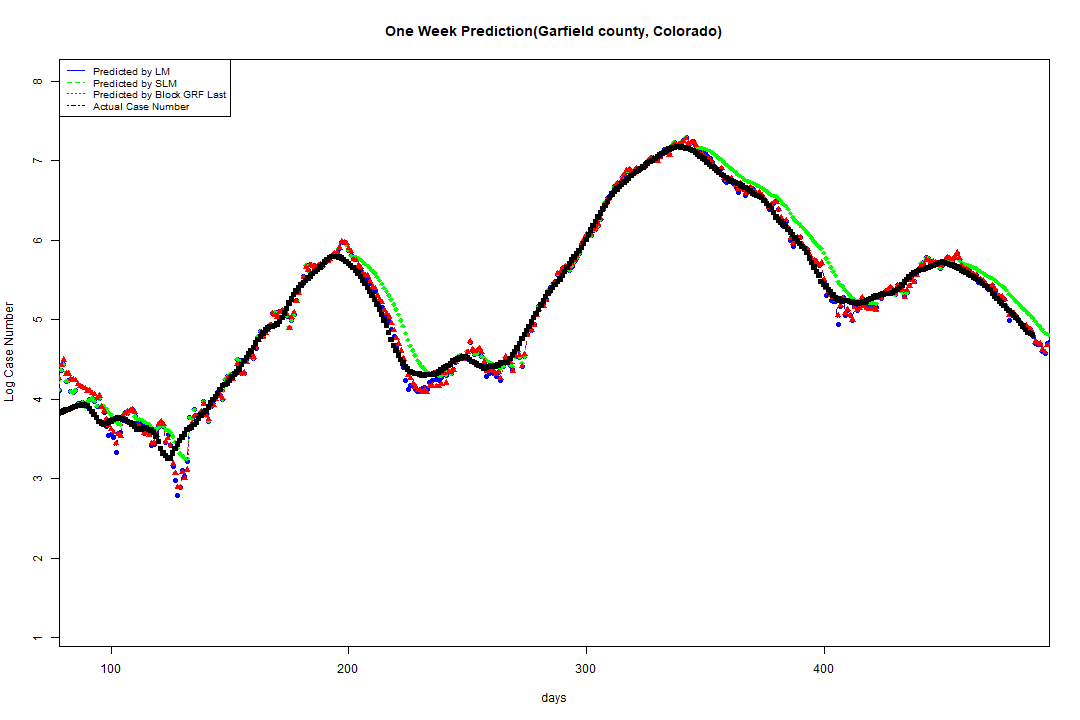 One Week Prediction(Garfield county, Colorado)
Predicted by LM
Predicted by SLM
Predicted by Block GRF Last
Actual Case Number
8
7
6
5
4
3
2
1
Log Case Number
100 200 300 400
days